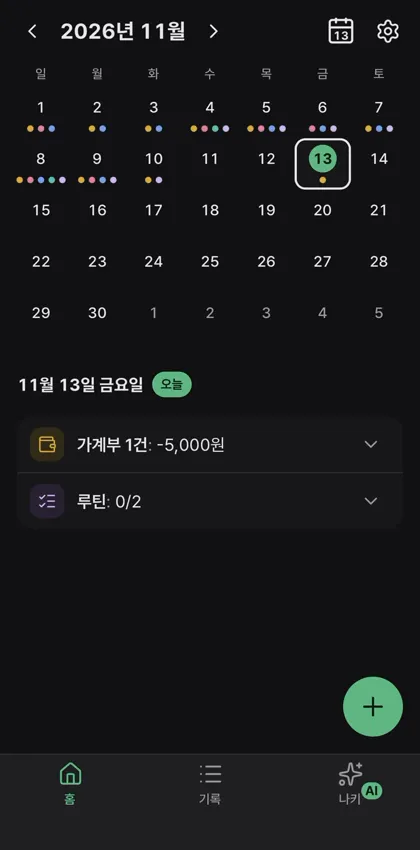 2026년 11월
13
일 월 화 수 목 금 토
1 2 3 4 5 6 7
8 9 10 11 12 13 14
15 16 17 18 19 20 21
22 23 24 25 26 27 28
29 30 1 2 3 4 5
11월 13일 금요일 오늘
가계부 1건: -5,000원
루틴: 0/2
홈 기록 나키 AI